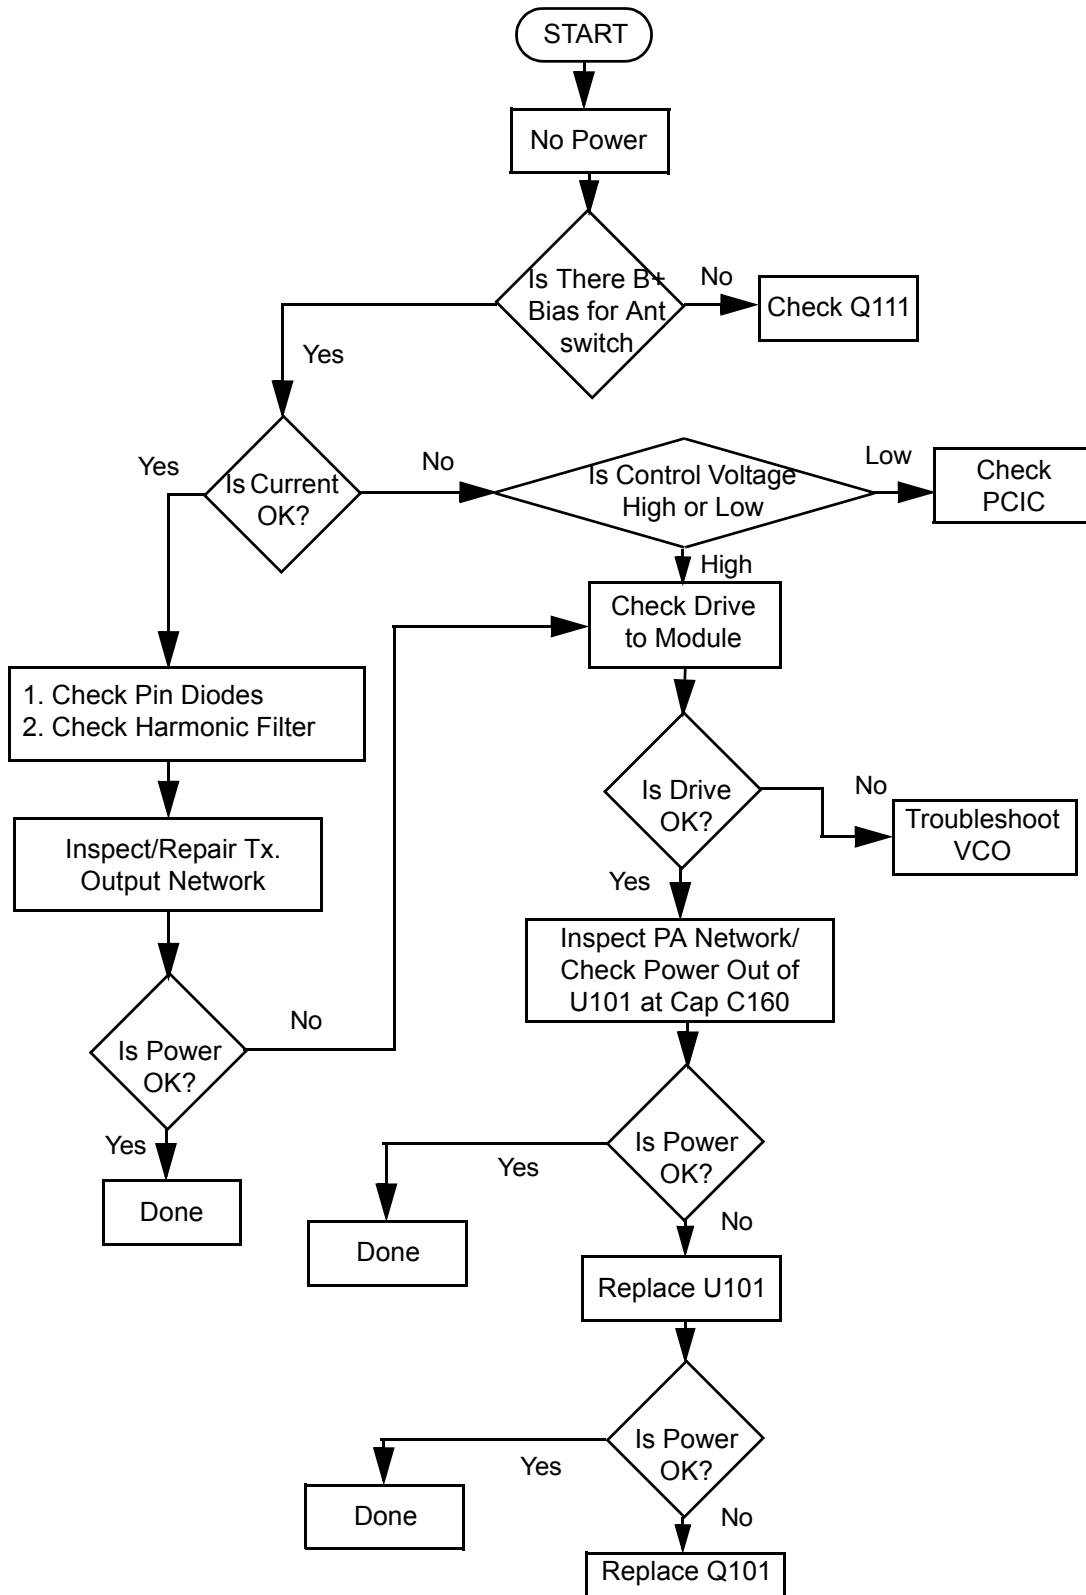 START
No Power
Is There B+
Bias for Ant
switch
No
Check Q111
Yes
Is Current
OK?
Yes
No
Is Control Voltage
High or Low
Low
Check
PCIC
High
Check Drive
to Module
1. Check Pin Diodes
2. Check Harmonic Filter
Is Drive
OK?
No
Troubleshoot
VCO
Inspect/Repair Tx.
Output Network
Yes
Inspect PA Network/
Check Power Out of
U101 at Cap C160
Is Power
OK?
No
Yes
Done
Is Power
OK?
Yes
Done
No
Replace U101
Is Power
OK?
Yes
Done
No
Replace Q101